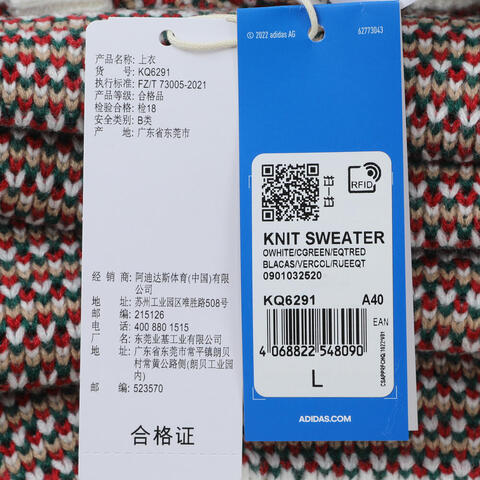 产品名称: 上衣
货 号: KQ6291
执行标准: FZ/T 73005-2021
产品等级: 合格品
检验合格: 检18
安全类别: B类
产 地: 广东省东莞市
经 销 商: 阿迪达斯体育(中国)有限
公司
地 址: 苏州工业园区唯胜路508号
邮 编: 215126
电 话: 400 880 1515
厂 名: 东莞业基工业有限公司
地 址: 广东省东莞市常平镇朗贝
村常黄公路侧(朗贝工业园
内)
邮 编: 523570
合格证
© 2022 adidas AG
62773043
RFID
KNIT SWEATER
OWHITE/CGREEN/EQTRED
BLACAS/VERCOL/RUEEQT
0901032520
KQ6291 A40
EAN
4 068822 548090
L
ADIDAS.COM